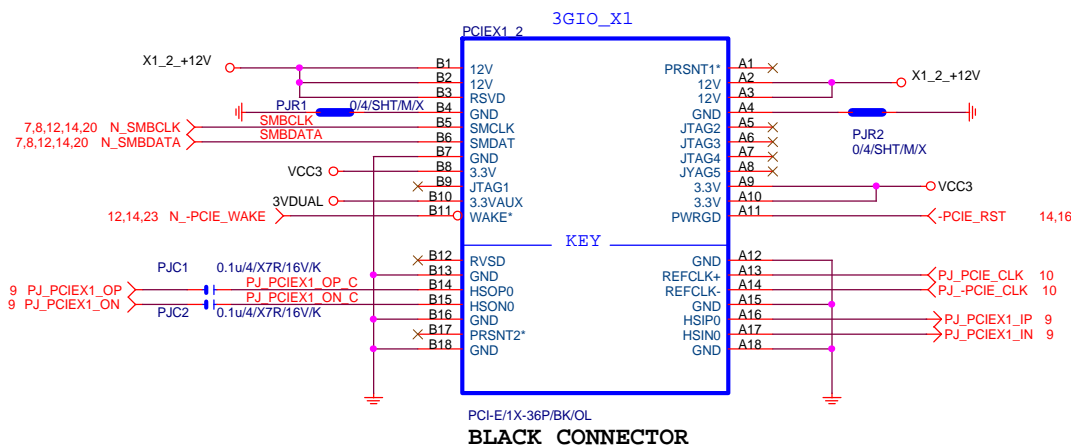 3GIO_X1
PCIEX1_2
X1_2_+12V B1 12V PRSNT1* A1
B2 12V 12V A2 X1_2_+12V
B3 RSVD 12V A3
PJR1 0/4/SHT/M/X B4 GND GND A4
7,8,12,14,20 N_SMBCLK SMBCLK B5 SMCLK JTAG2 A5
7,8,12,14,20 N_SMBDATA SMBDATA B6 SMDAT JTAG3 A6 PJR2
B7 GND JTAG4 A7 0/4/SHT/M/X
VCC3 B8 3.3V JYAG5 A8
B9 JTAG1 3.3V A9 VCC3
3VDUAL B10 3.3VAUX 3.3V A10
12,14,23 N_-PCIE_WAKE B11 WAKE* PWRGD A11 -PCIE_RST 14,16
KEY
B12 RVSD GND A12
PJC1 0.1u/4/X7R/16V/K B13 GND REFCLK+ A13 PJ_PCIE_CLK 10
9 PJ_PCIEX1_OP PJ_PCIEX1_OP_C B14 HSOP0 REFCLK- A14 PJ_-PCIE_CLK 10
9 PJ_PCIEX1_ON PJ_PCIEX1_ON_C B15 HSON0 GND A15
PJC2 0.1u/4/X7R/16V/K B16 GND HSIP0 A16 PJ_PCIEX1_IP 9
B17 PRSNT2* HSIN0 A17 PJ_PCIEX1_IN 9
B18 GND GND A18
PCI-E/1X-36P/BK/OL
BLACK CONNECTOR